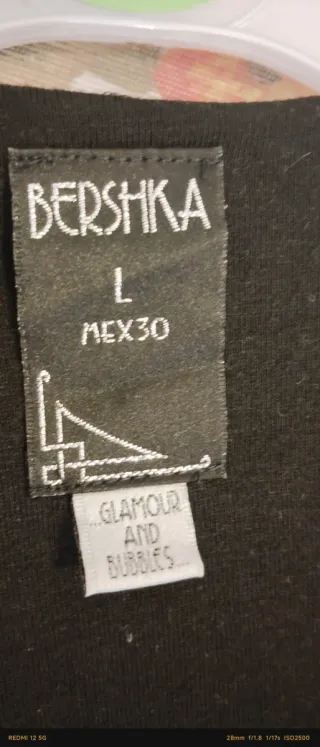 BERSHKA
L
MEX30
...GLAMOUR
AND
BUBBLES...
REDMI 12 5G
28mm f/1.8 1/17s ISO2500